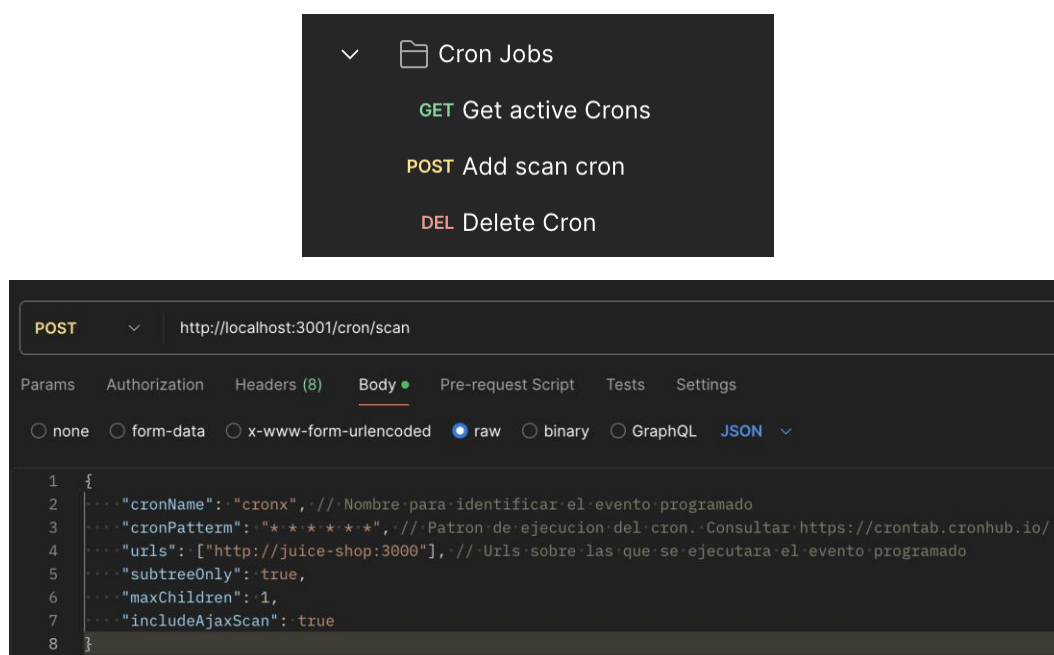 Cron Jobs
GET Get active Crons
POST Add scan cron
DEL Delete Cron
POST http://localhost:3001/cron/scan
Params Authorization Headers (8) Body Pre-request Script Tests Settings
none form-data x-www-form-urlencoded raw binary GraphQL JSON
1 {
2 "cronName": "cronx", // Nombre para identificar el evento programado
3 "cronPatterm": "* * * * * *", // Patron de ejecucion del cron. Consultar https://crontab.cronhub.io/
4 "urls": ["http://juice-shop:3000"], // Urls sobre las que se ejecutara el evento programado
5 "subtreeOnly": true,
6 "maxChildren": 1,
7 "includeAjaxScan": true
8 }